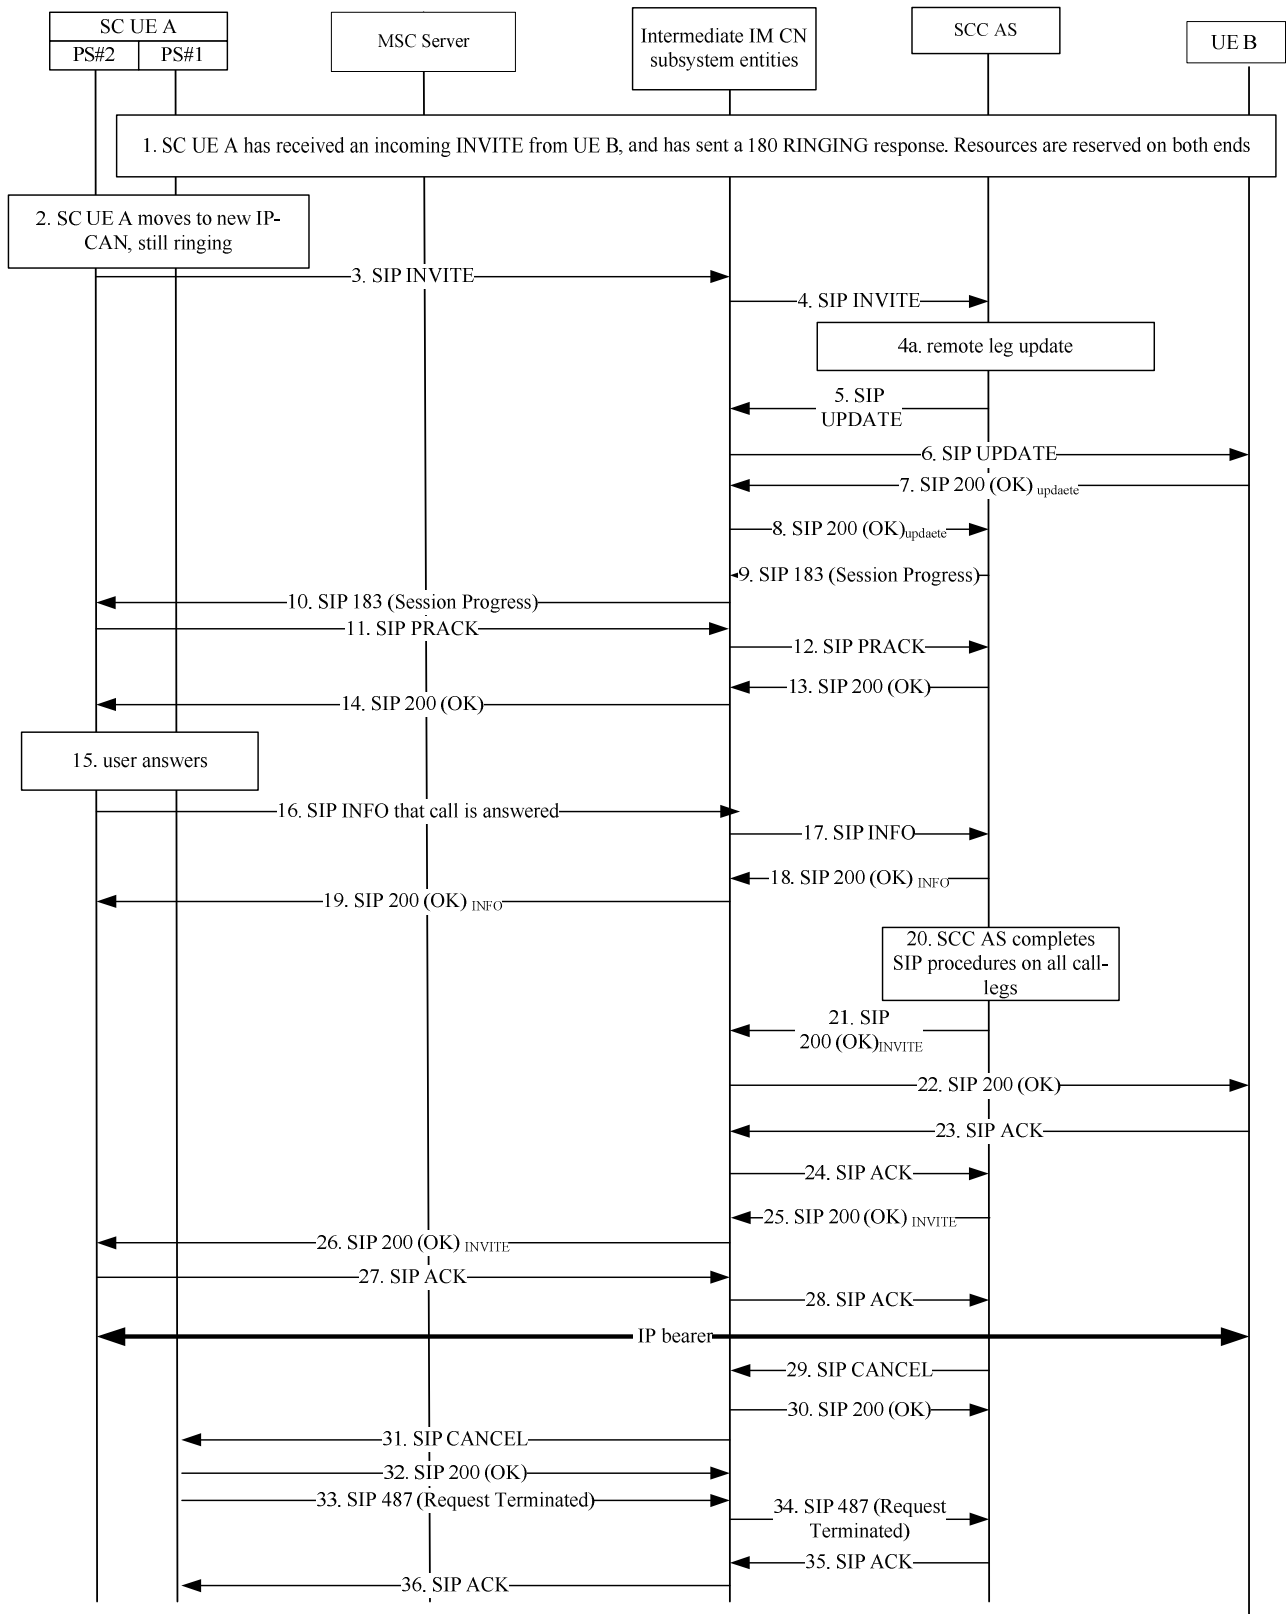 SC UE A
PS#2
PS#1
MSC Server
Intermediate IM CN
subsystem entities
SCC AS
UE B
1. SC UE A has received an incoming INVITE from UE B, and has sent a 180 RINGING response. Resources are reserved on both ends
2. SC UE A moves to new IP-
CAN, still ringing
3. SIP INVITE
4. SIP INVITE
4a. remote leg update
5. SIP
UPDATE
6. SIP UPDATE
7. SIP 200 (OK) updaete
8. SIP 200 (OK)updaete
9. SIP 183 (Session Progress)
10. SIP 183 (Session Progress)
11. SIP PRACK
12. SIP PRACK
13. SIP 200 (OK)
14. SIP 200 (OK)
15. user answers
16. SIP INFO that call is answered
17. SIP INFO
18. SIP 200 (OK) INFO
19. SIP 200 (OK) INFO
20. SCC AS completes
SIP procedures on all call-
legs
21. SIP
200 (OK)INVITE
22. SIP 200 (OK)
23. SIP ACK
24. SIP ACK
25. SIP 200 (OK) INVITE
26. SIP 200 (OK) INVITE
27. SIP ACK
28. SIP ACK
IP bearer
29. SIP CANCEL
30. SIP 200 (OK)
31. SIP CANCEL
32. SIP 200 (OK)
33. SIP 487 (Request Terminated)
34. SIP 487 (Request
Terminated)
35. SIP ACK
36. SIP ACK